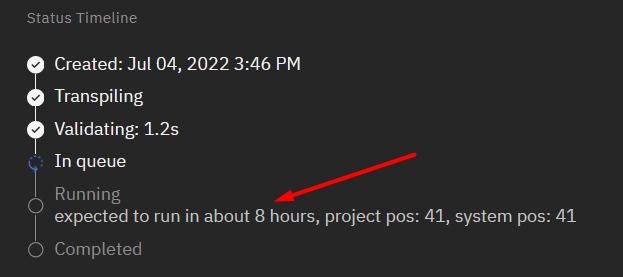 Status Timeline
Created: Jul 04, 2022 3:46 PM
Transpiling
Validating: 1.2s
In queue
Running
expected to run in about 8 hours, project pos: 41, system pos: 41
Completed